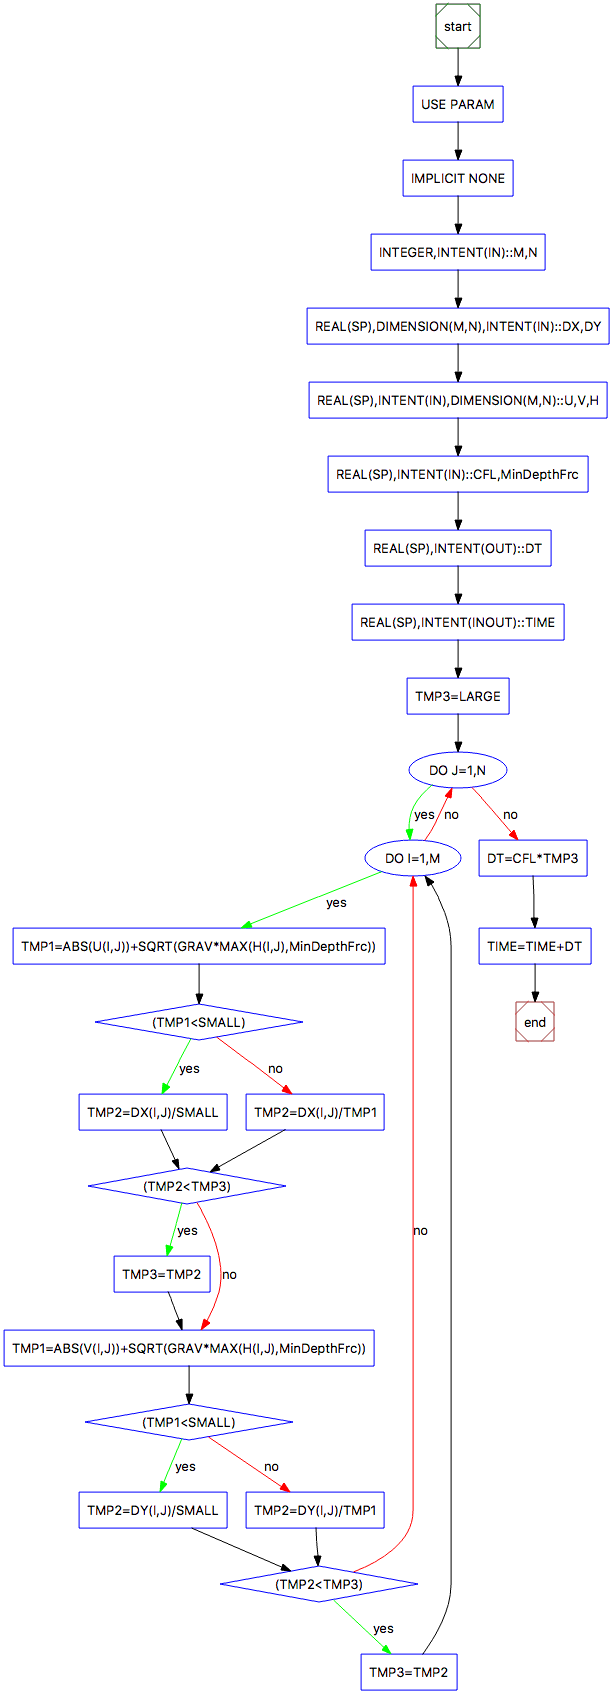 start
USE PARAM
IMPLICIT NONE
INTEGER,INTENT(IN)::M,N
REAL(SP),DIMENSION(M,N),INTENT(IN)::DX,DY
REAL(SP),INTENT(IN),DIMENSION(M,N)::U,V,H
REAL(SP),INTENT(IN)::CFL,MinDepthFrc
REAL(SP),INTENT(OUT)::DT
REAL(SP),INTENT(INOUT)::TIME
TMP3=LARGE
DO J=1,N
yes
no
no
DO I=1,M
DT=CFL*TMP3
yes
TMP1=ABS(U(I,J))+SQRT(GRAV*MAX(H(I,J),MinDepthFrc))
TIME=TIME+DT
(TMP1<SMALL)
end
yes
no
TMP2=DX(I,J)/SMALL
TMP2=DX(I,J)/TMP1
(TMP2<TMP3)
yes
no
TMP3=TMP2
no
TMP1=ABS(V(I,J))+SQRT(GRAV*MAX(H(I,J),MinDepthFrc))
(TMP1<SMALL)
yes
no
TMP2=DY(I,J)/SMALL
TMP2=DY(I,J)/TMP1
(TMP2<TMP3)
yes
TMP3=TMP2